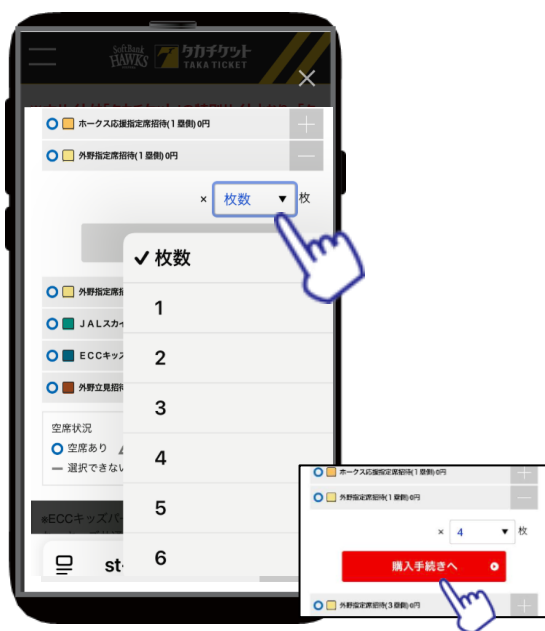 SoftBank HAWKS タカチケット TAKA TICKET
ホークス応援指定席招待(1塁側)0円
外野指定席招待(1塁側)0円
× 枚数 ▼ 枚
✓ 枚数
1
2
3
4
5
6
外野指定席
JALスカイ
ECCキッズ
外野立見招待
空席状況
空席あり
選択できない
※ECCキッズパー
st
ホークス応援指定席招待(1塁側)0円
外野指定席招待(1塁側)0円
× 4 ▼ 枚
購入手続きへ
外野指定席招待(3塁側)0円